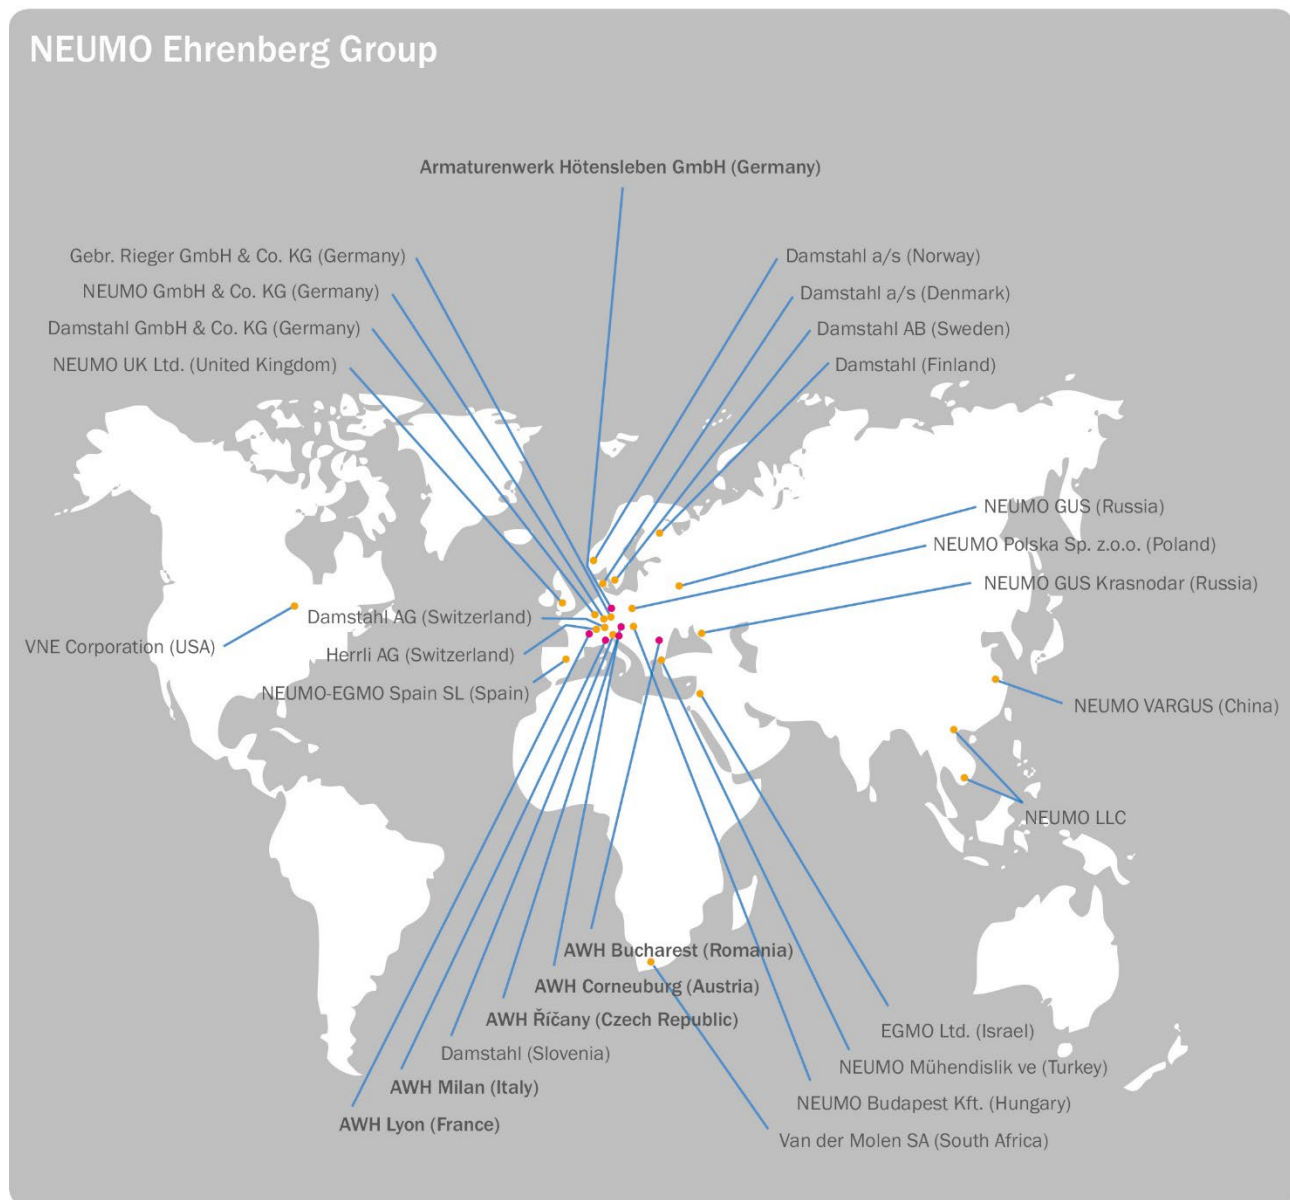 NEUMO Ehrenberg Group
Armaturenwerk Hötensleben GmbH (Germany)
Gebr. Rieger GmbH & Co. KG (Germany)
NEUMO GmbH & Co. KG (Germany)
Damstahl GmbH & Co. KG (Germany)
NEUMO UK Ltd. (United Kingdom)
Damstahl a/s (Norway)
Damstahl a/s (Denmark)
Damstahl AB (Sweden)
Damstahl (Finland)
NEUMO GUS (Russia)
NEUMO Polska Sp. z.o.o. (Poland)
NEUMO GUS Krasnodar (Russia)
Damstahl AG (Switzerland)
VNE Corporation (USA)
Herrli AG (Switzerland)
NEUMO-EGMO Spain SL (Spain)
NEUMO VARGUS (China)
NEUMO LLC
AWH Bucharest (Romania)
AWH Corneuburg (Austria)
AWH Říčany (Czech Republic)
Damstahl (Slovenia)
AWH Milan (Italy)
AWH Lyon (France)
EGMO Ltd. (Israel)
NEUMO Mühendislik ve (Turkey)
NEUMO Budapest Kft. (Hungary)
Van der Molen SA (South Africa)